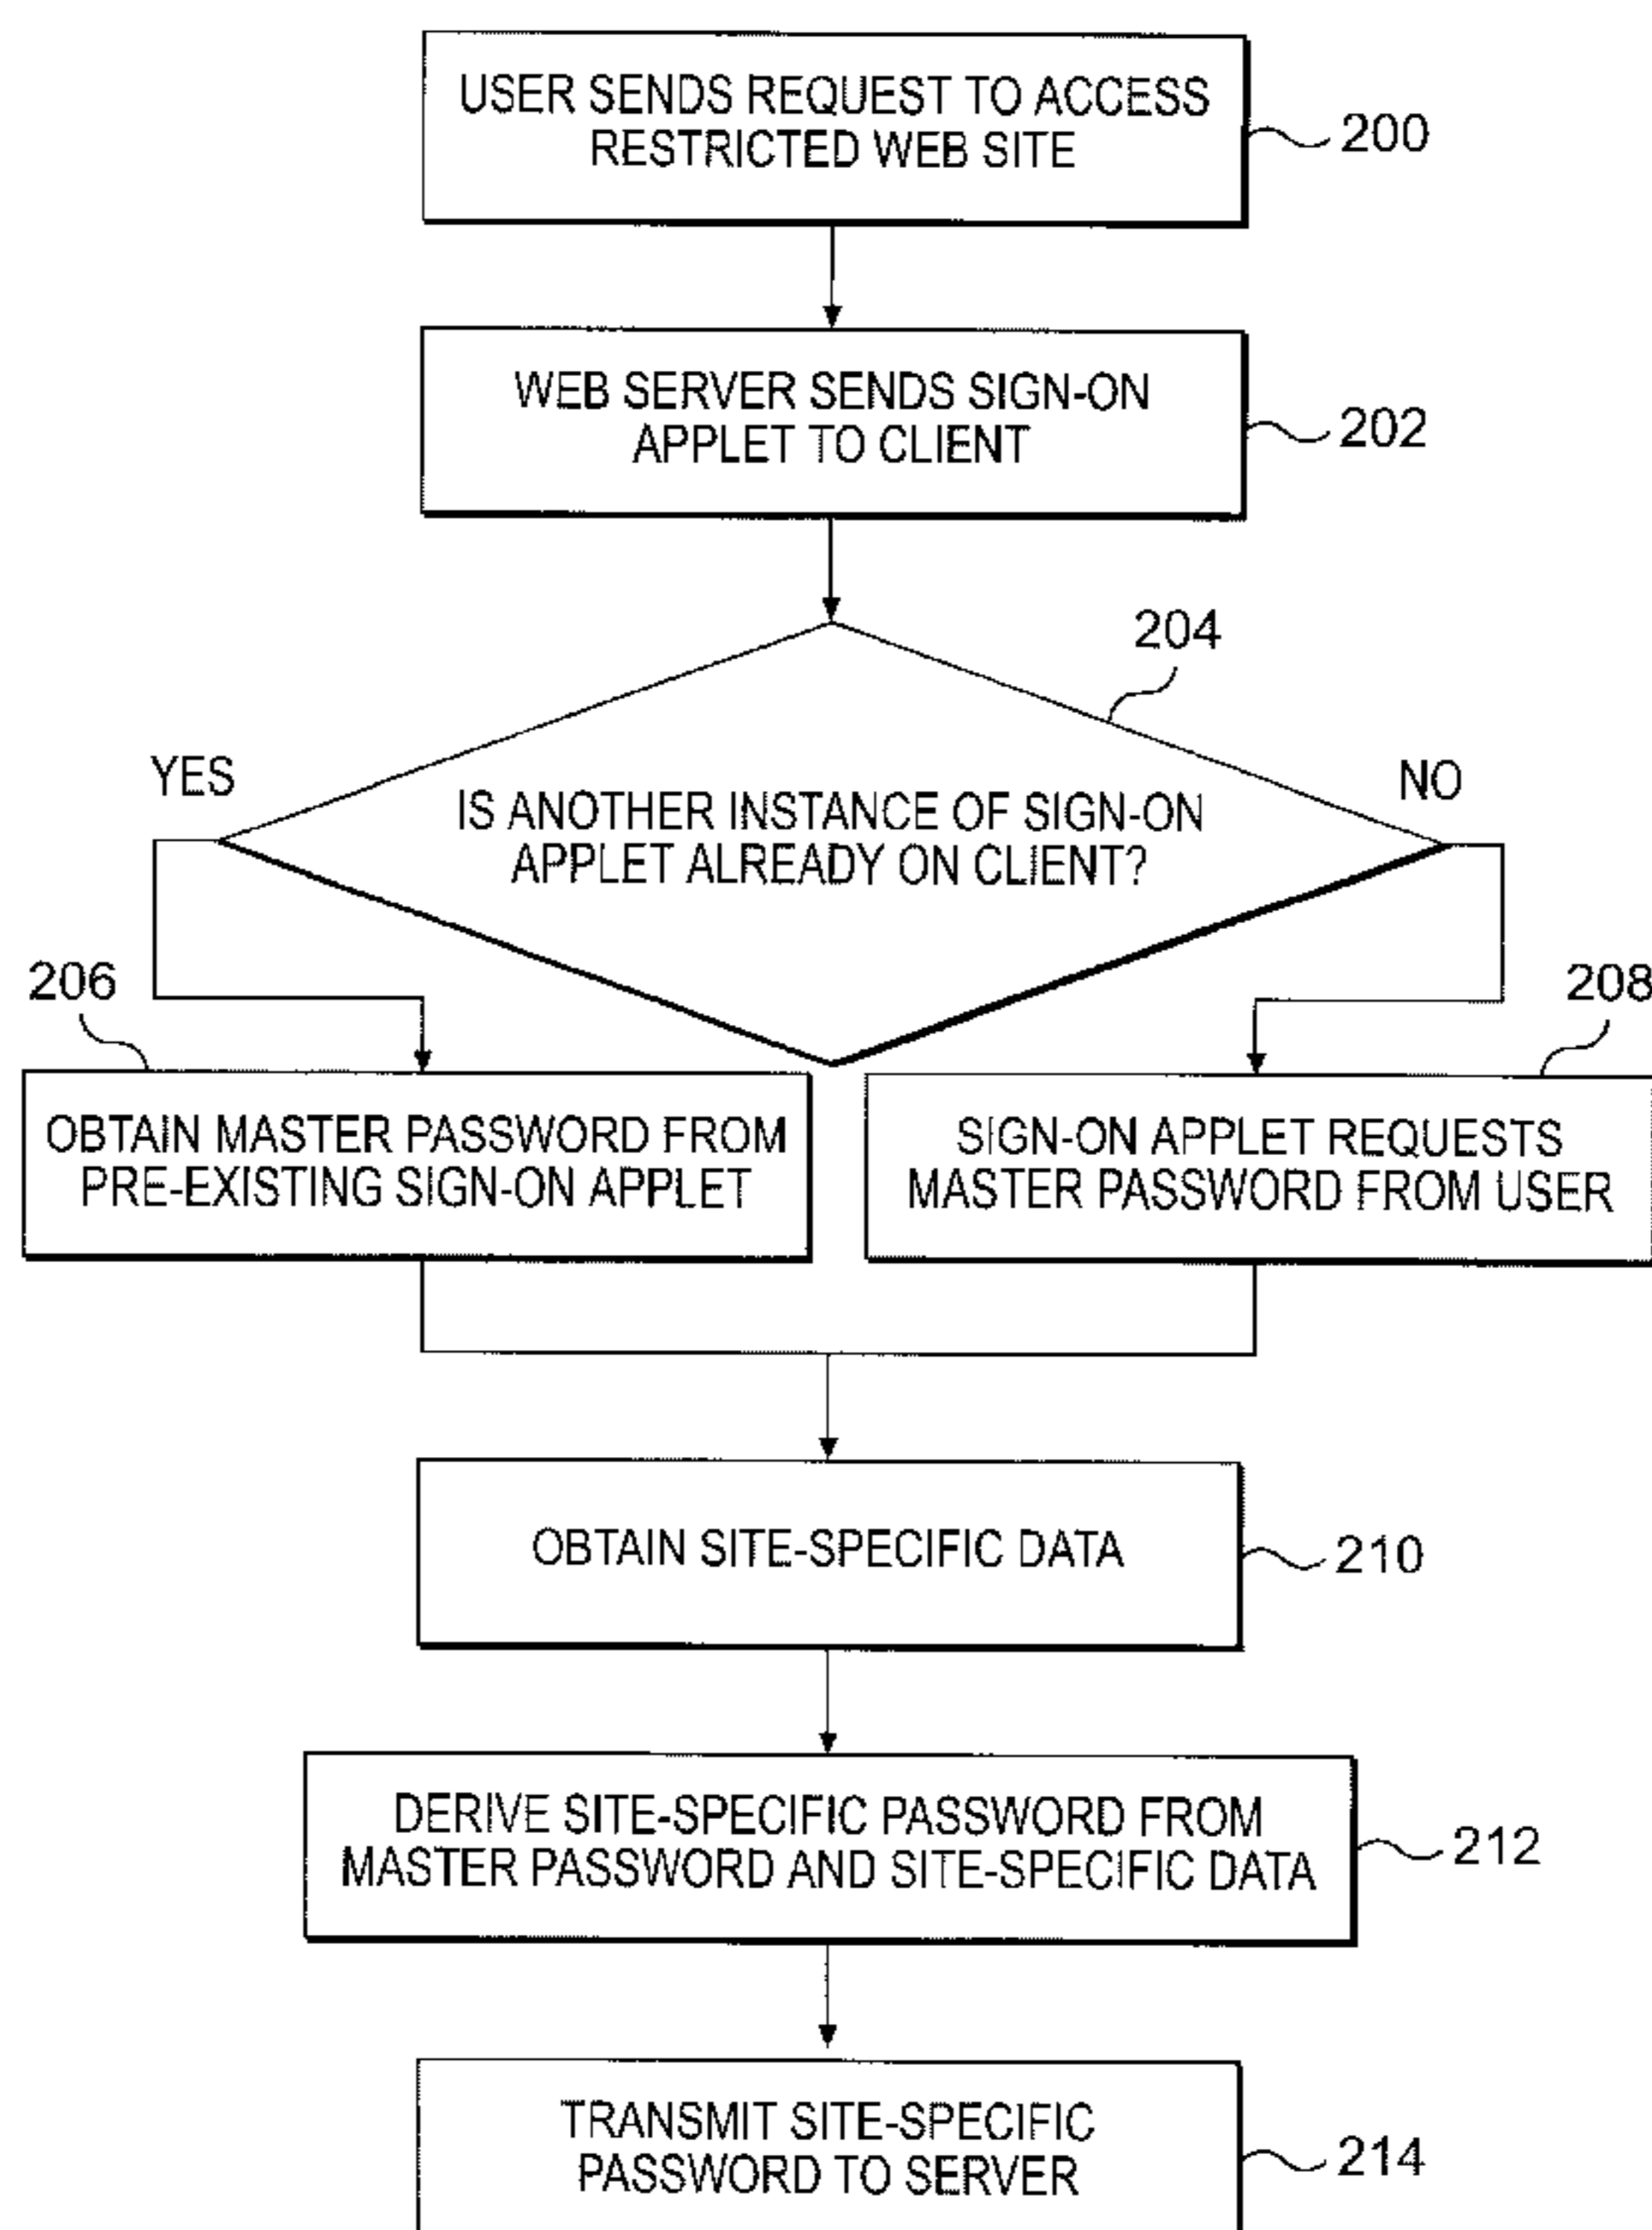 USER SENDS REQUEST TO ACCESS
RESTRICTED WEB SITE
200
WEB SERVER SENDS SIGN-ON
APPLET TO CLIENT
202
204
YES
NO
IS ANOTHER INSTANCE OF SIGN-ON
APPLET ALREADY ON CLIENT?
206
208
OBTAIN MASTER PASSWORD FROM
PRE-EXISTING SIGN-ON APPLET
SIGN-ON APPLET REQUESTS
MASTER PASSWORD FROM USER
OBTAIN SITE-SPECIFIC DATA
210
DERIVE SITE-SPECIFIC PASSWORD FROM
MASTER PASSWORD AND SITE-SPECIFIC DATA
212
TRANSMIT SITE-SPECIFIC
PASSWORD TO SERVER
214